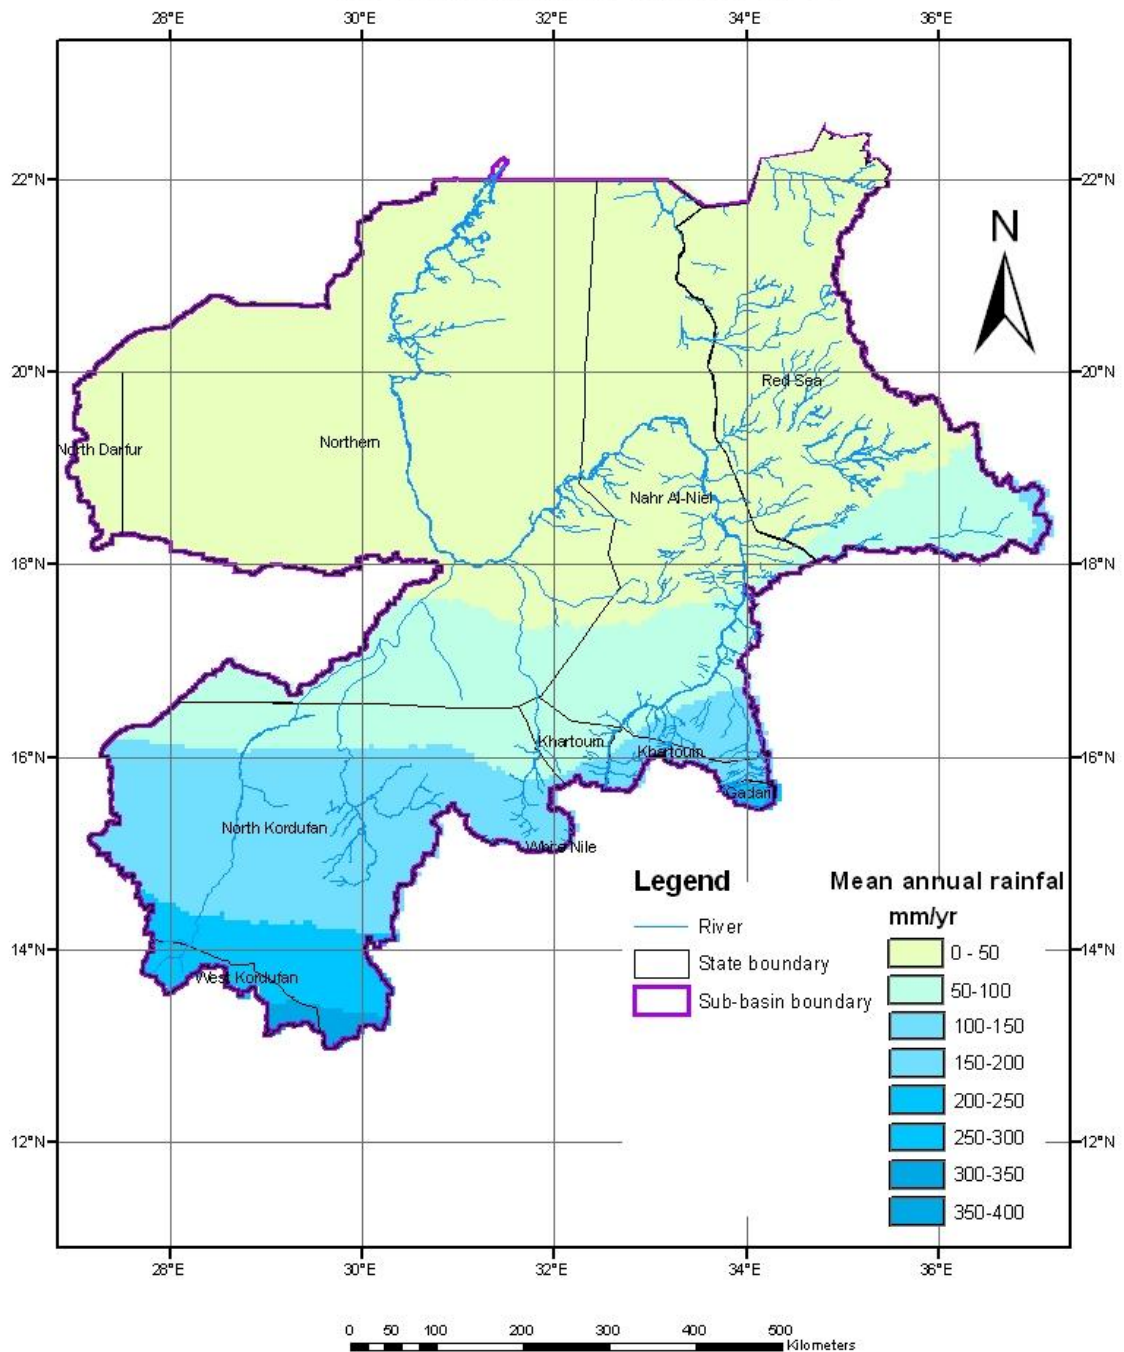 28°E 30°E 32°E 34°E 36°E
22°N 22°N
N
20°N 20°N
Red Sea
North Darfur
Northern
Nahr Al-Niel
18°N 18°N
Khartoum
Khartoum
16°N 16°N
Gadari
North Kordufan
White Nile
Legend
River
State boundary
Sub-basin boundary
Mean annual rainfal
mm/yr
0 - 50
50-100
100-150
150-200
200-250
250-300
300-350
350-400
14°N 14°N
West Kordufan
12°N 12°N
28°E 30°E 32°E 34°E 36°E
0 50 100 200 300 400 500
Kilometers